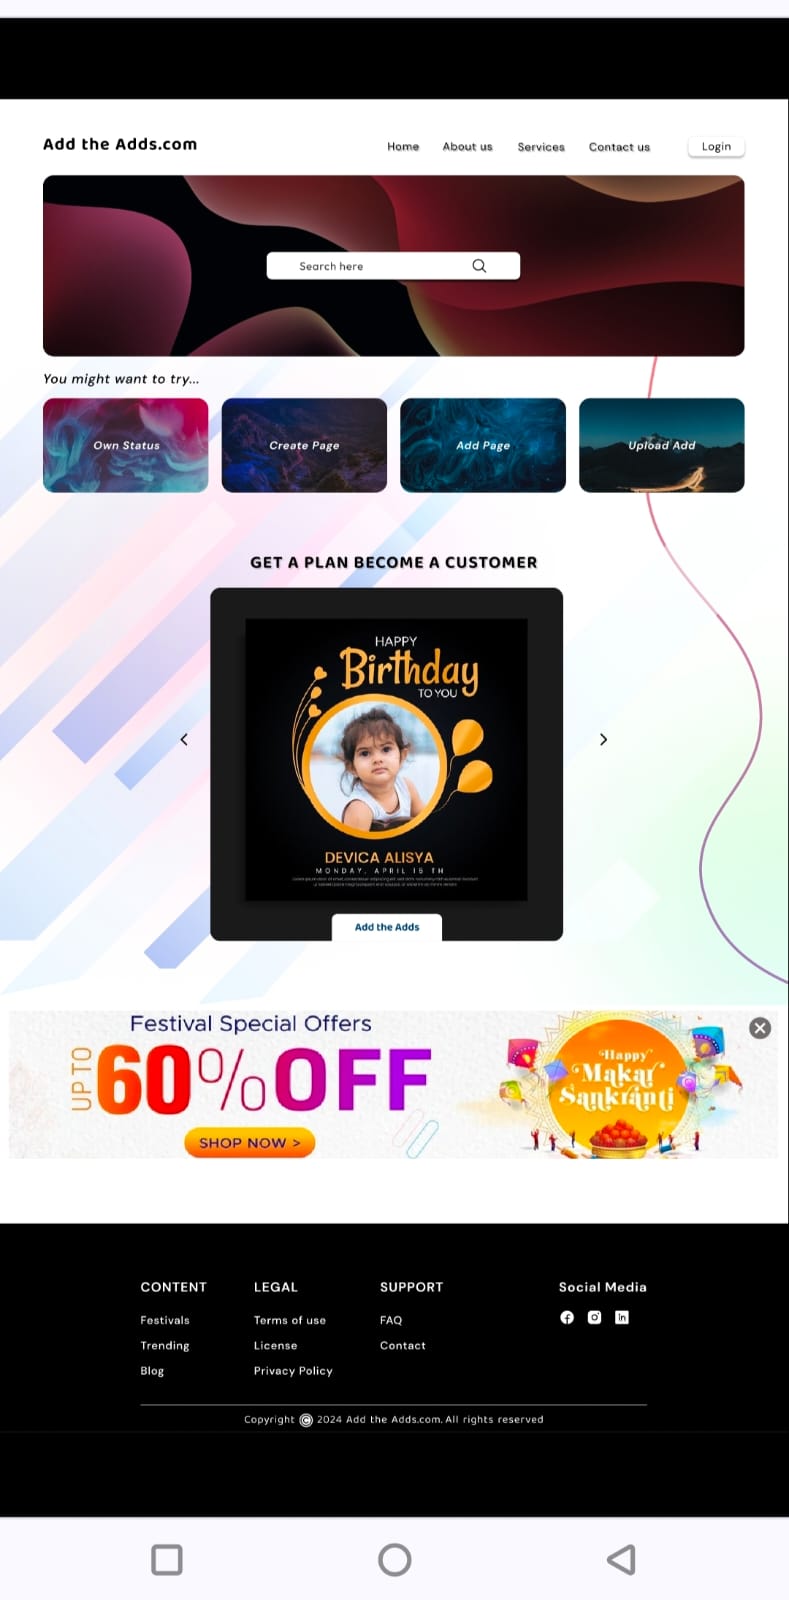 Add the Adds.com
Home About us Services Contact us Login
Search here
You might want to try...
Own Status Create Page Add Page Upload Add
GET A PLAN BECOME A CUSTOMER
HAPPY
Birthday
TO YOU
DEVICA ALISYA
MONDAY, APRIL 15 TH
Add the Adds
Festival Special Offers
UP TO
60% OFF
SHOP NOW >
Happy
Makar
Sankranti
CONTENT LEGAL SUPPORT Social Media
Festivals Terms of use FAQ
Trending License Contact
Blog Privacy Policy
Copyright © 2024 Add the Adds.com. All rights reserved